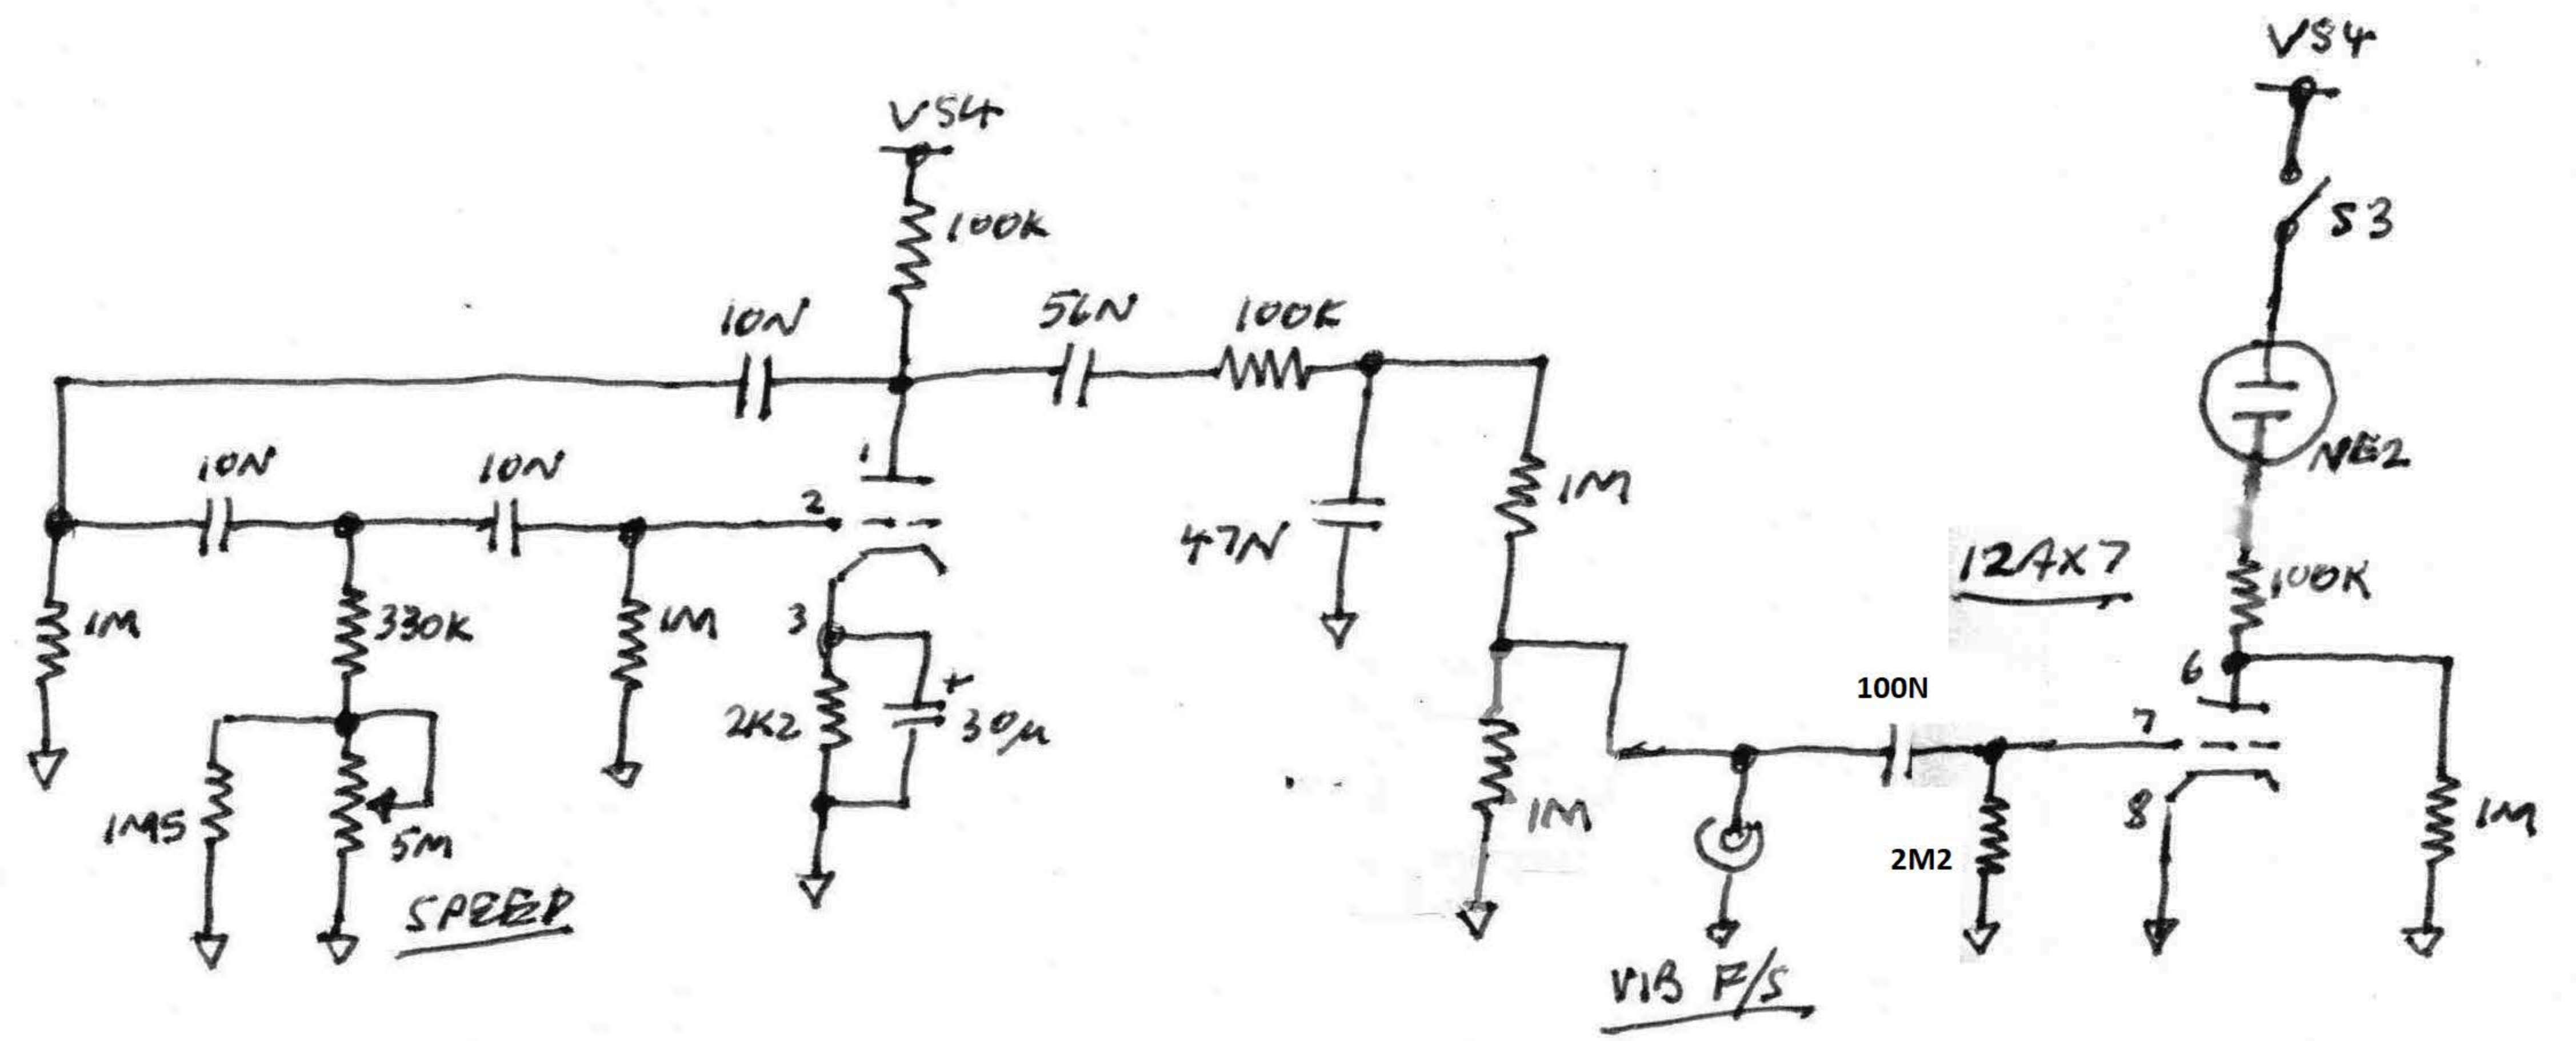 VS4
VS4
S3
100K
10N
56N
100K
10N
10N
1
2
3
1M
47N
NE2
12AX7
100K
1M
330K
1M
2K2
+
30µ
6
100N
7
8
1M5
5M
1M
2M2
1M
SPEED
VIB F/S